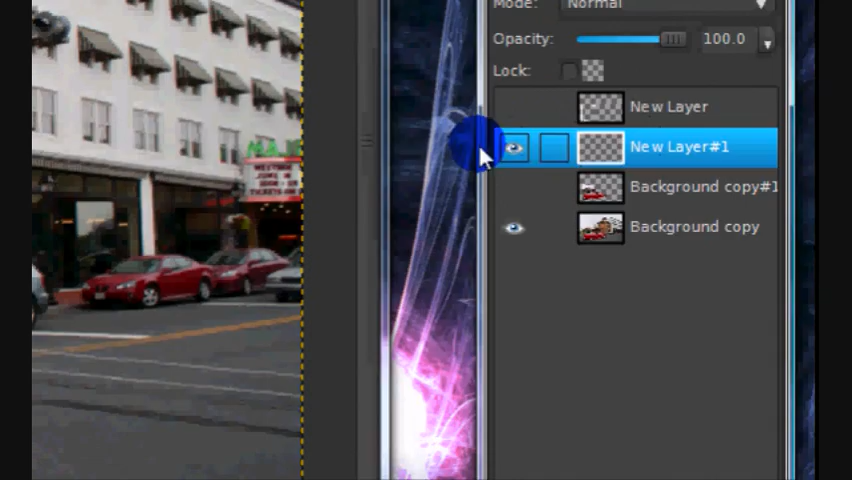 Mode: Normal
Opacity: 100.0
Lock:
New Layer
New Layer#1
Background copy#1
Background copy